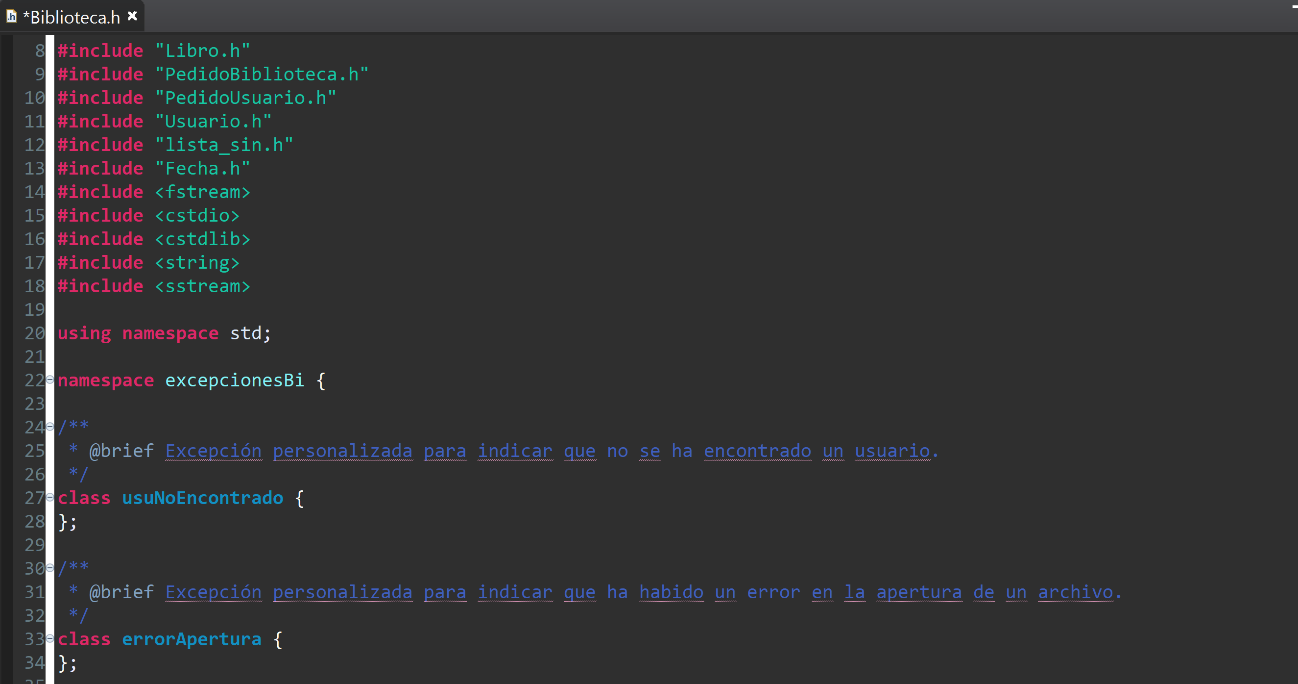 *Biblioteca.h
8 #include "Libro.h"
9 #include "PedidoBiblioteca.h"
10 #include "PedidoUsuario.h"
11 #include "Usuario.h"
12 #include "lista_sin.h"
13 #include "Fecha.h"
14 #include <fstream>
15 #include <cstdio>
16 #include <cstdlib>
17 #include <string>
18 #include <sstream>
19
20 using namespace std;
21
22 namespace excepcionesBi {
23
24 /**
25  * @brief Excepción personalizada para indicar que no se ha encontrado un usuario.
26  */
27 class usuNoEncontrado {
28 };
29
30 /**
31  * @brief Excepción personalizada para indicar que ha habido un error en la apertura de un archivo.
32  */
33 class errorApertura {
34 };